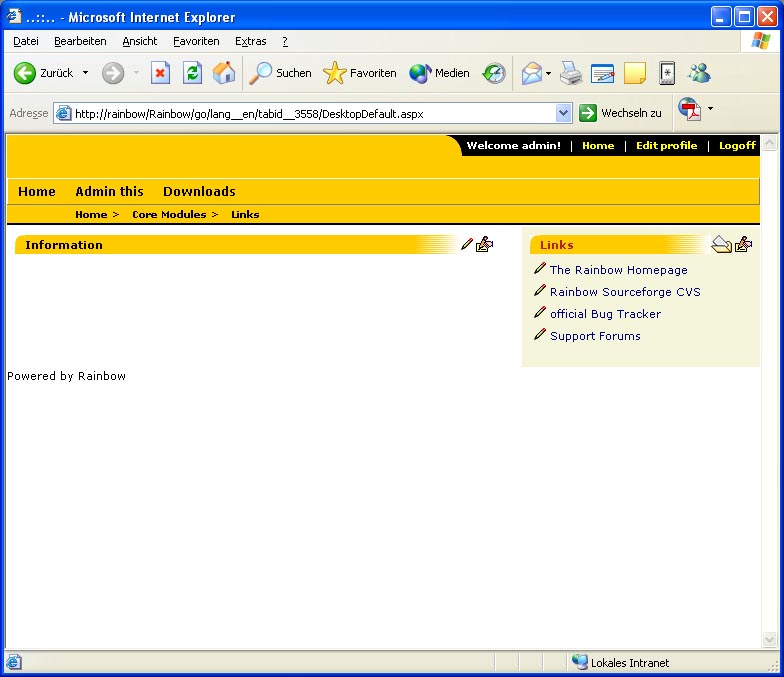 ..::.. - Microsoft Internet Explorer
Datei Bearbeiten Ansicht Favoriten Extras ?
Zurück Suchen Favoriten Medien
Adresse http://rainbow/Rainbow/go/lang__en/tabid__3558/DesktopDefault.aspx Wechseln zu
Welcome admin! | Home | Edit profile | Logoff
Home Admin this Downloads
Home > Core Modules > Links
Information
Links
The Rainbow Homepage
Rainbow Sourceforge CVS
official Bug Tracker
Support Forums
Powered by Rainbow
Lokales Intranet